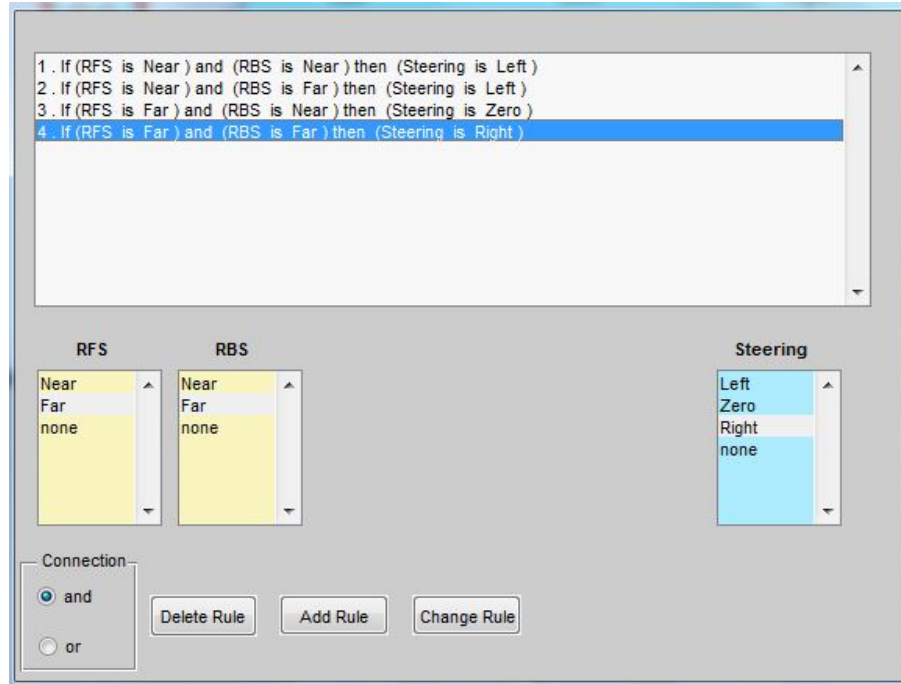 1 . If (RFS is Near ) and (RBS is Near ) then (Steering is Left )
2 . If (RFS is Near ) and (RBS is Far ) then (Steering is Left )
3 . If (RFS is Far ) and (RBS is Near ) then (Steering is Zero )
4 . If (RFS is Far ) and (RBS is Far ) then (Steering is Right )
RFS
Near
Far
none
RBS
Near
Far
none
Steering
Left
Zero
Right
none
Connection
and
or
Delete Rule
Add Rule
Change Rule